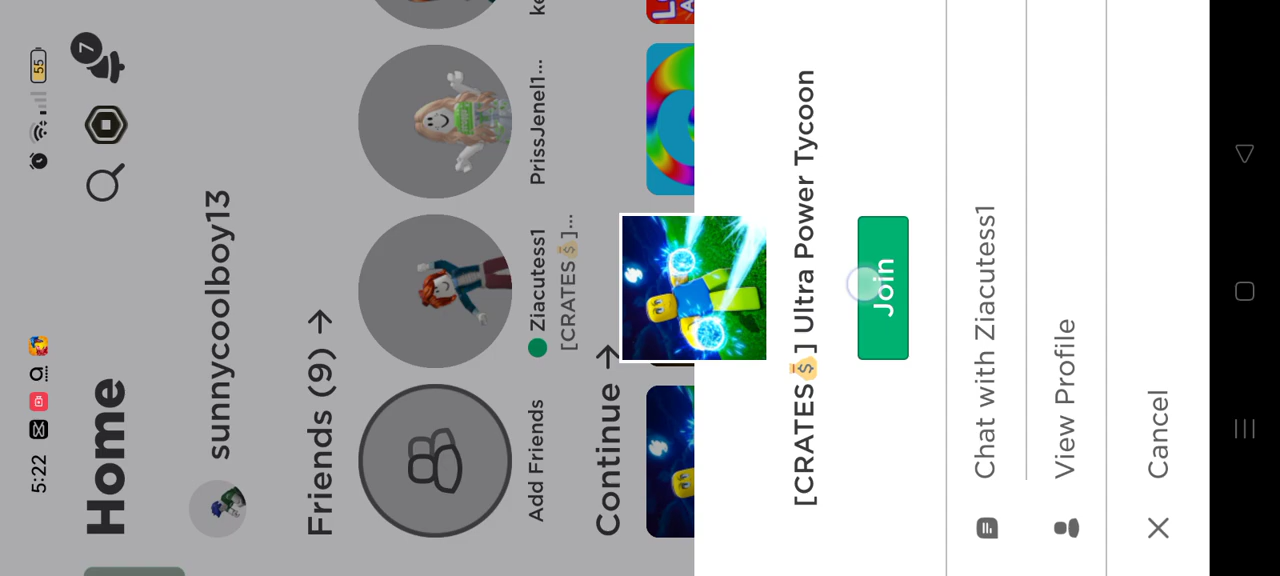 5:22
55
Home
7
sunnycoolboy13
Friends (9) →
Add Friends
Ziacutess1
[CRATES💰]...
PrissJenel1...
ke
Continue →
[CRATES💰] Ultra Power Tycoon
Join
Chat with Ziacutess1
View Profile
Cancel